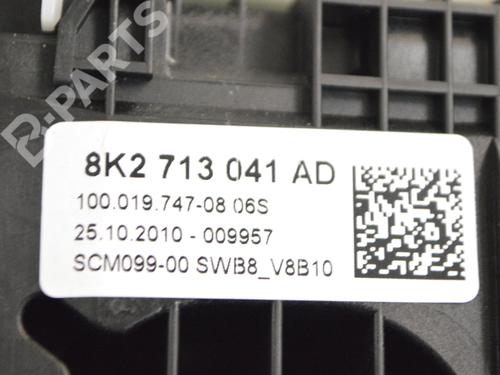 B-PARTS
8K2 713 041 AD
100.019.747-08 06S
25.10.2010 - 009957
SCM099-00 SWB8_V8B10